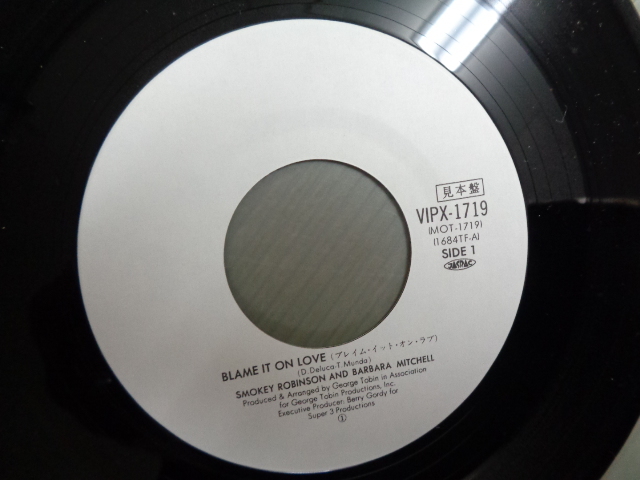 見本盤
VIPX-1719
(MOT-1719)
(1684TF-A)
SIDE 1
JASRAC
BLAME IT ON LOVE (ブレイム・イット・オン・ラブ)
(D.Deluca-T.Munda)
SMOKEY ROBINSON AND BARBARA MITCHELL
Produced & Arranged by George Tobin in Association
for George Tobin Productions, Inc.
Executive Producer: Berry Gordy for
Super 3 Productions
①